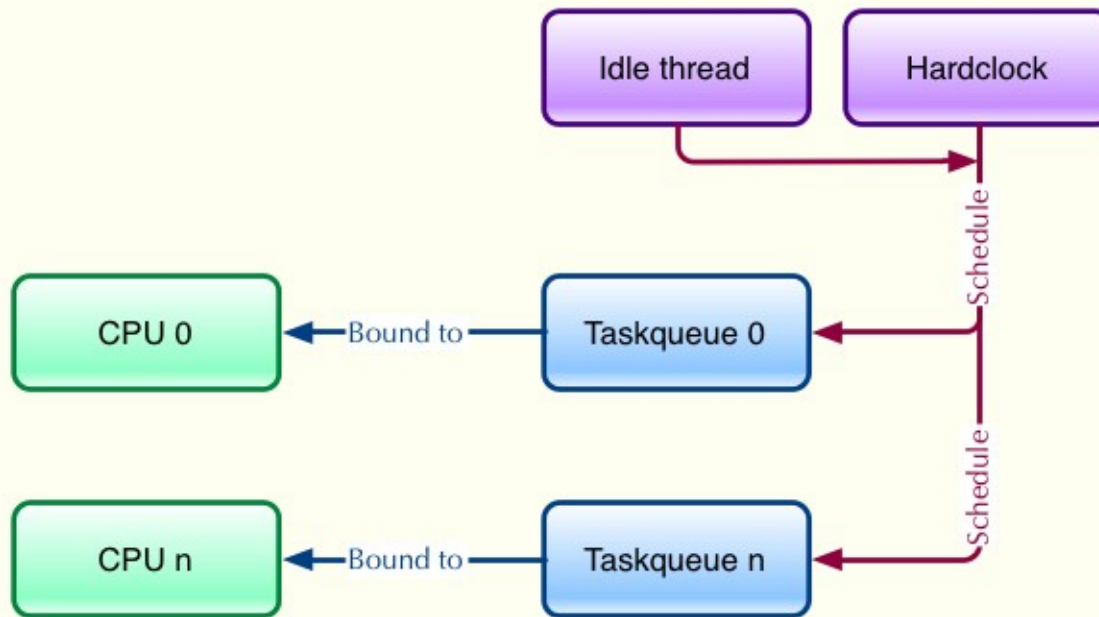 Idle thread
Hardclock
Schedule
CPU 0
Bound to
Taskqueue 0
Schedule
CPU n
Bound to
Taskqueue n